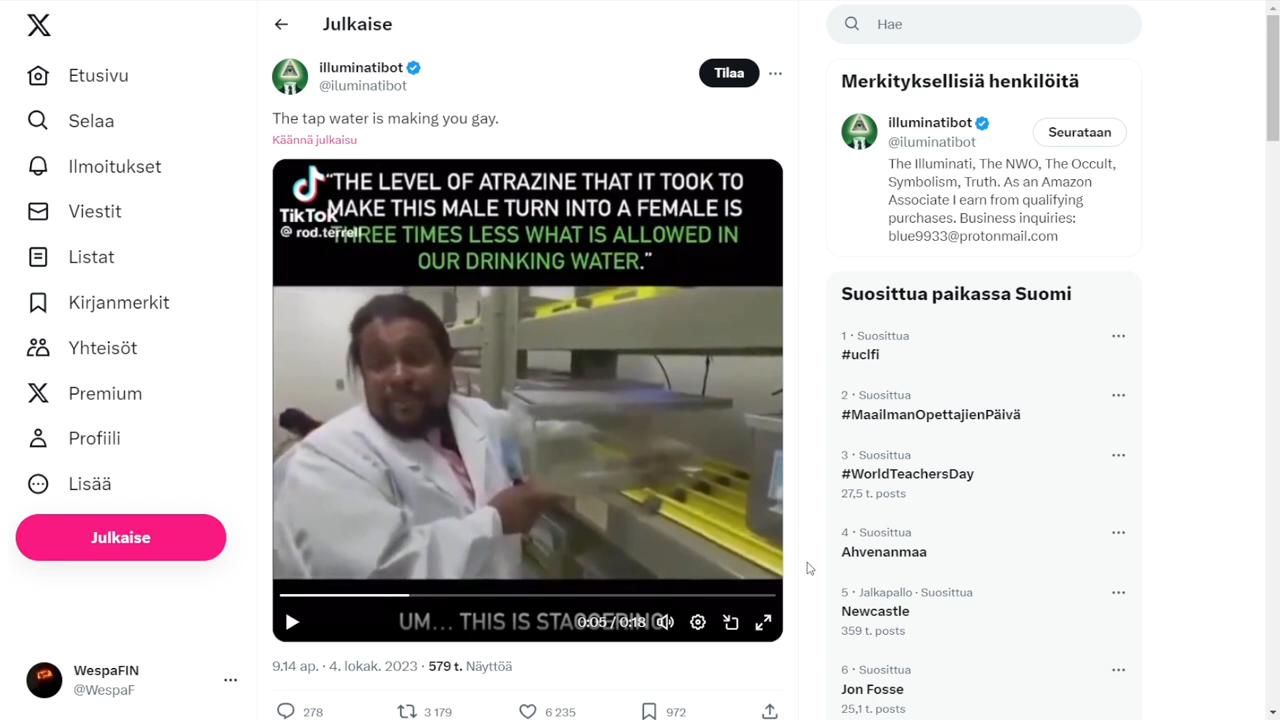 Etusivu
Selaa
Ilmoitukset
Viestit
Listat
Kirjanmerkit
Yhteisöt
Premium
Profiili
Lisää
Julkaise
WespaFIN
@WespaF
Julkaise
illuminatibot
@iluminatibot
Tilaa
The tap water is making you gay.
Käännä julkaisu
"THE LEVEL OF ATRAZINE THAT IT TOOK TO
MAKE THIS MALE TURN INTO A FEMALE IS
THREE TIMES LESS WHAT IS ALLOWED IN
OUR DRINKING WATER."
TikTok
@ rod.terrell
UM... THIS IS STAGGERING
0:05 / 0:18
9.14 ap. · 4. lokak. 2023 · 579 t. Näyttöä
278
3 179
6 235
972
Hae
Merkityksellisiä henkilöitä
illuminatibot
@iluminatibot
Seurataan
The Illuminati, The NWO, The Occult,
Symbolism, Truth. As an Amazon
Associate I earn from qualifying
purchases. Business inquiries:
blue9933@protonmail.com
Suosittua paikassa Suomi
1 · Suosittua
#uclfi
2 · Suosittua
#MaailmanOpettajienPäivä
3 · Suosittua
#WorldTeachersDay
27,5 t. posts
4 · Suosittua
Ahvenanmaa
5 · Jalkapallo · Suosittua
Newcastle
359 t. posts
6 · Suosittua
Jon Fosse
25,1 t. posts